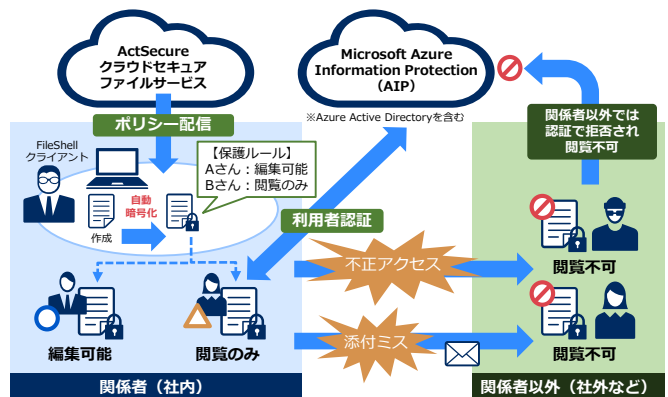 ActSecure
クラウドセキュア
ファイルサービス
Microsoft Azure
Information Protection
（AIP）
※Azure Active Directoryを含む
ポリシー配信
FileShell
クライアント
【保護ルール】
Aさん：編集可能
Bさん：閲覧のみ
自動
暗号化
作成
利用者認証
関係者以外では
認証で拒否され
閲覧不可
不正アクセス
閲覧不可
添付ミス
閲覧不可
編集可能
閲覧のみ
関係者（社内）
関係者以外（社外など）